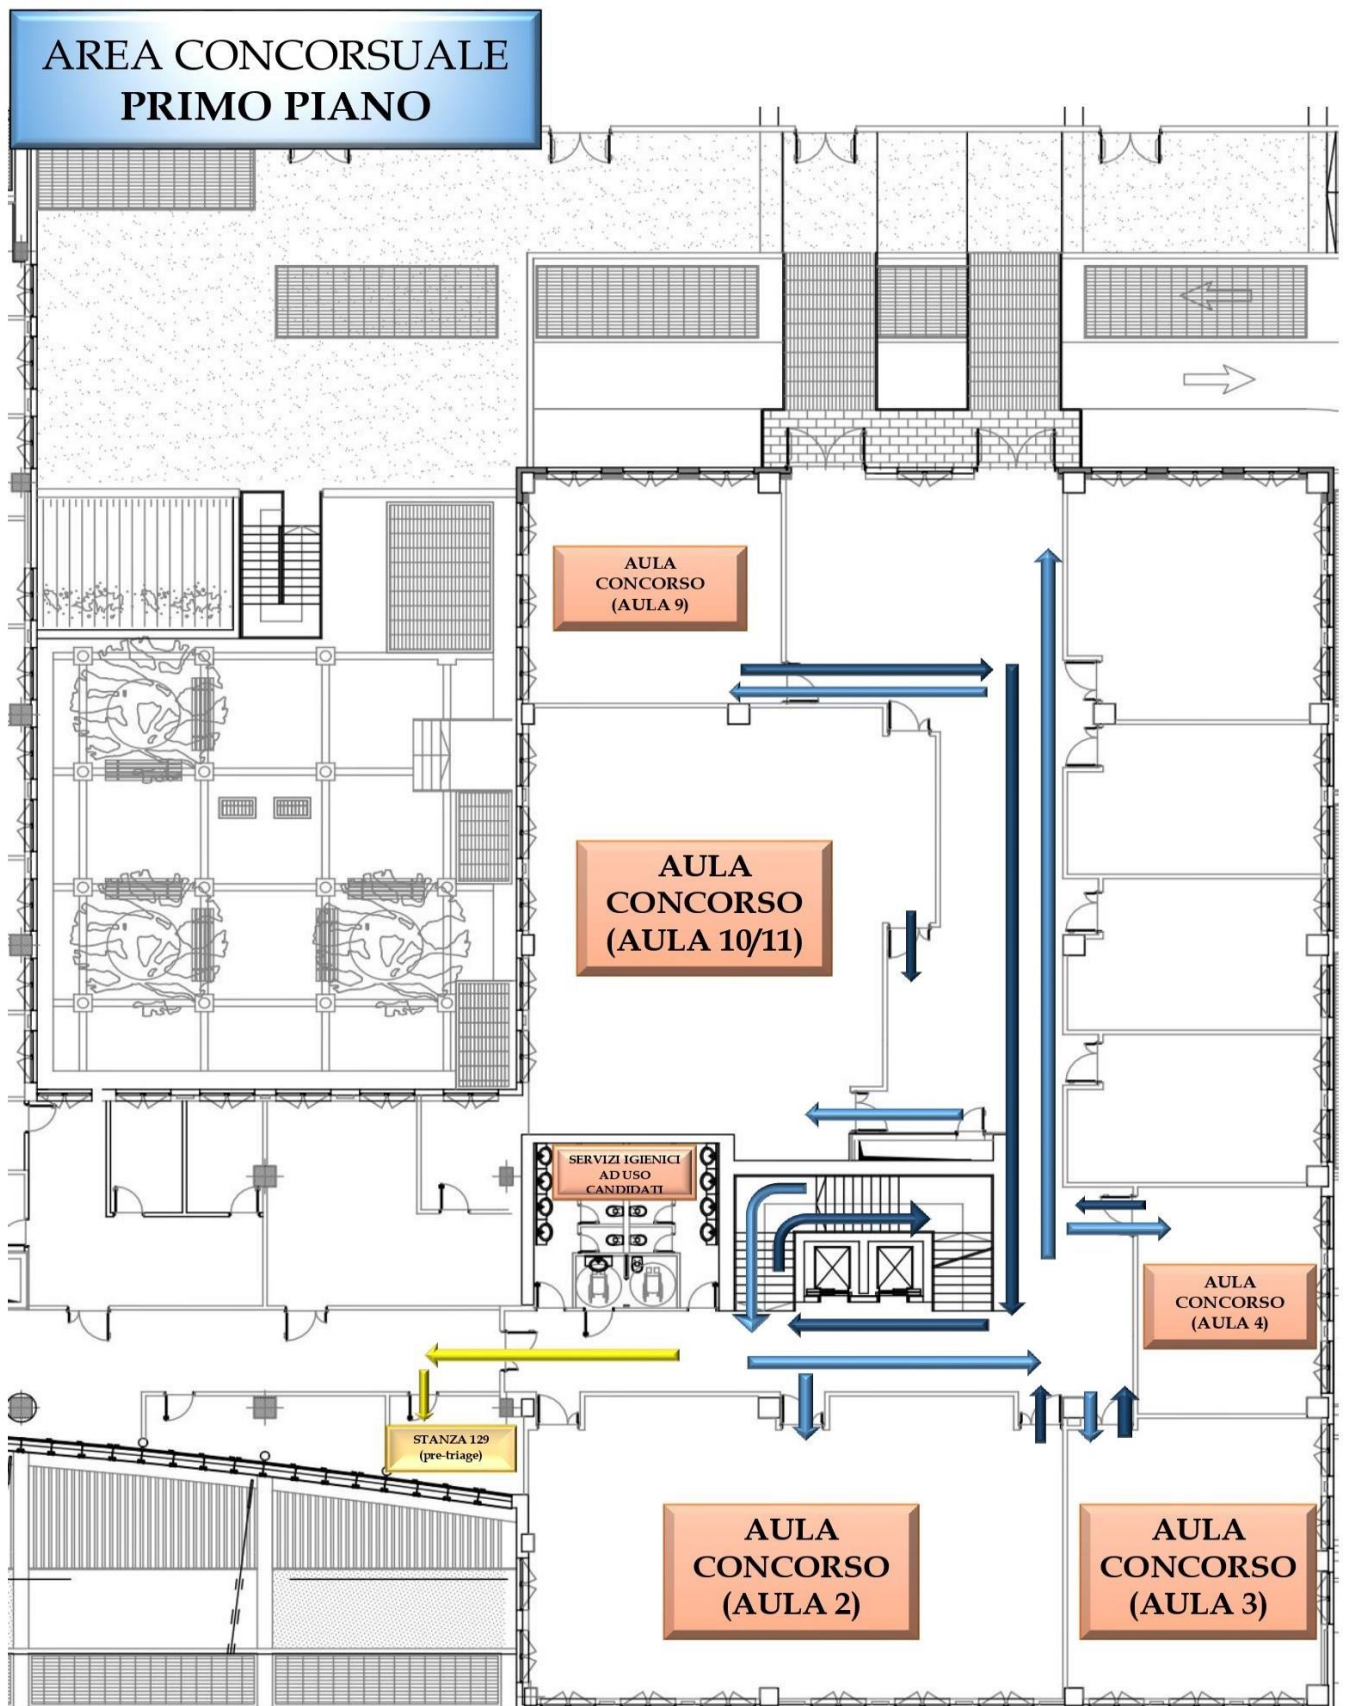 AREA CONCORSUALE
PRIMO PIANO
AULA
CONCORSO
(AULA 9)
AULA
CONCORSO
(AULA 10/11)
SERVIZI IGIENICI
AD USO
CANDIDATI
AULA
CONCORSO
(AULA 4)
STANZA 129
(pre-triage)
AULA
CONCORSO
(AULA 2)
AULA
CONCORSO
(AULA 3)